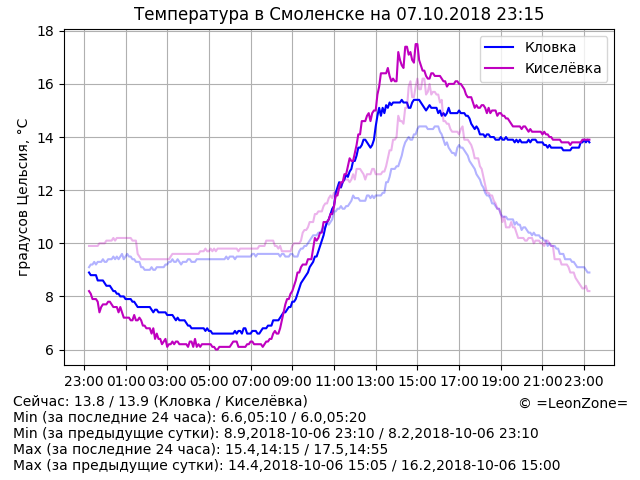 Температура в Смоленске на 07.10.2018 23:15
Кловка
Киселёвка
градусов Цельсия, °C
18
16
14
12
10
8
6
23:00 01:00 03:00 05:00 07:00 09:00 11:00 13:00 15:00 17:00 19:00 21:00 23:00
Сейчас: 13.8 / 13.9 (Кловка / Киселёвка)
© =LeonZone=
Min (за последние 24 часа): 6.6,05:10 / 6.0,05:20
Min (за предыдущие сутки): 8.9,2018-10-06 23:10 / 8.2,2018-10-06 23:10
Max (за последние 24 часа): 15.4,14:15 / 17.5,14:55
Max (за предыдущие сутки): 14.4,2018-10-06 15:05 / 16.2,2018-10-06 15:00